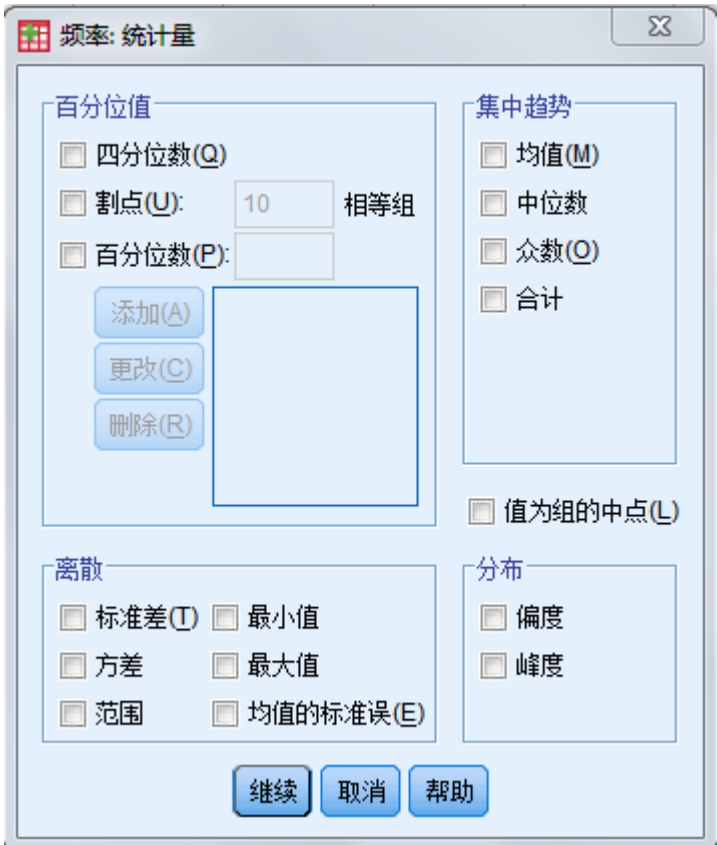 频率: 统计量
百分位值
四分位数(Q)
割点(U): 10 相等组
百分位数(P):
添加(A)
更改(C)
删除(R)
集中趋势
均值(M)
中位数
众数(O)
合计
值为组的中点(L)
离散
标准差(T) 最小值
方差 最大值
范围 均值的标准误(E)
分布
偏度
峰度
继续 取消 帮助